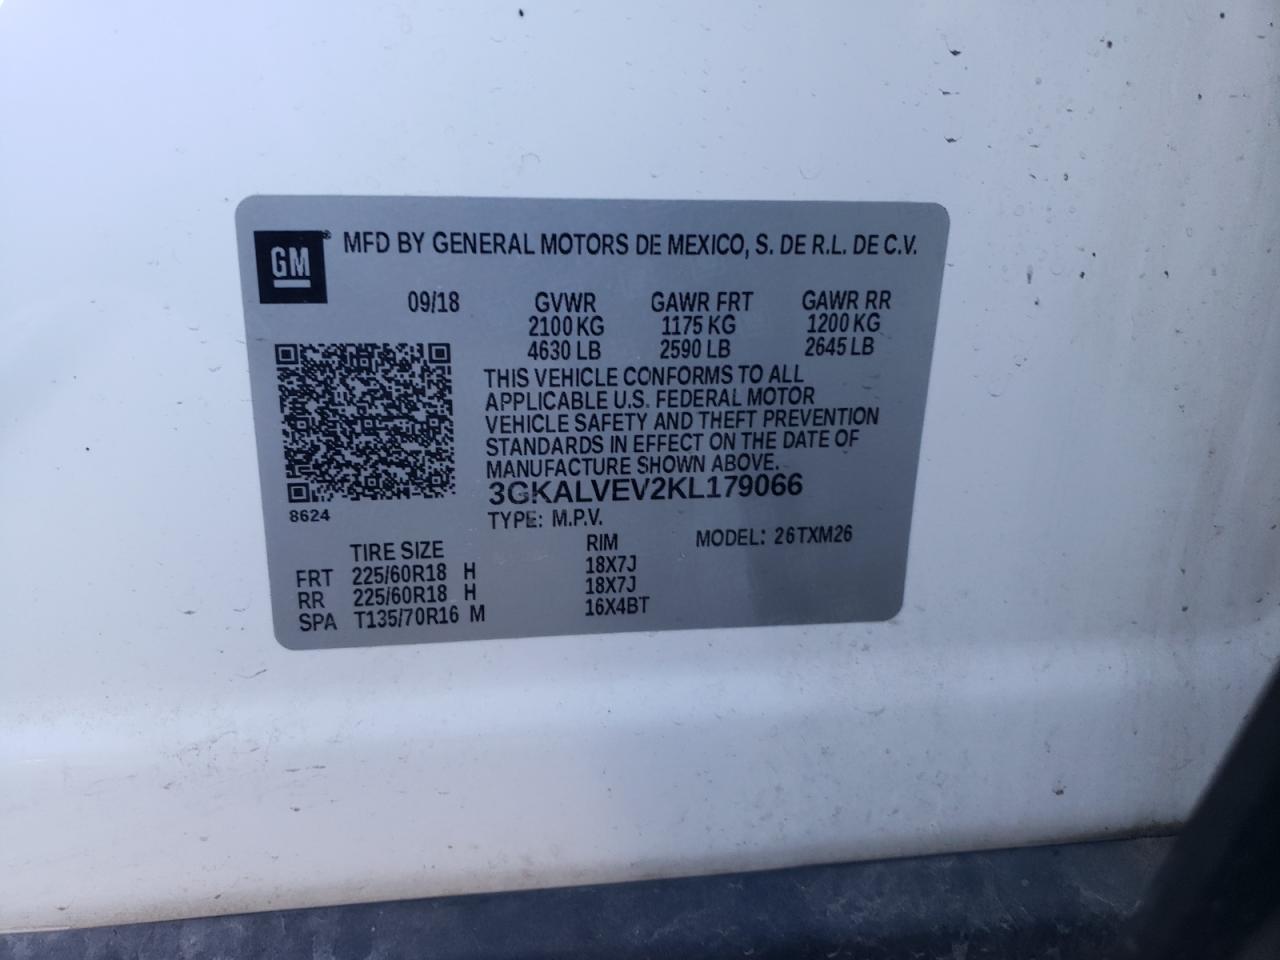 GM® MFD BY GENERAL MOTORS DE MEXICO, S. DE R.L. DE C.V.
09/18 GVWR GAWR FRT GAWR RR
2100 KG 1175 KG 1200 KG
4630 LB 2590 LB 2645 LB
THIS VEHICLE CONFORMS TO ALL
APPLICABLE U.S. FEDERAL MOTOR
VEHICLE SAFETY AND THEFT PREVENTION
STANDARDS IN EFFECT ON THE DATE OF
MANUFACTURE SHOWN ABOVE.
3GKALVEV2KL179066
8624 TYPE: M.P.V. MODEL: 26TXM26
TIRE SIZE RIM
FRT 225/60R18 H 18X7J
RR 225/60R18 H 18X7J
SPA T135/70R16 M 16X4BT